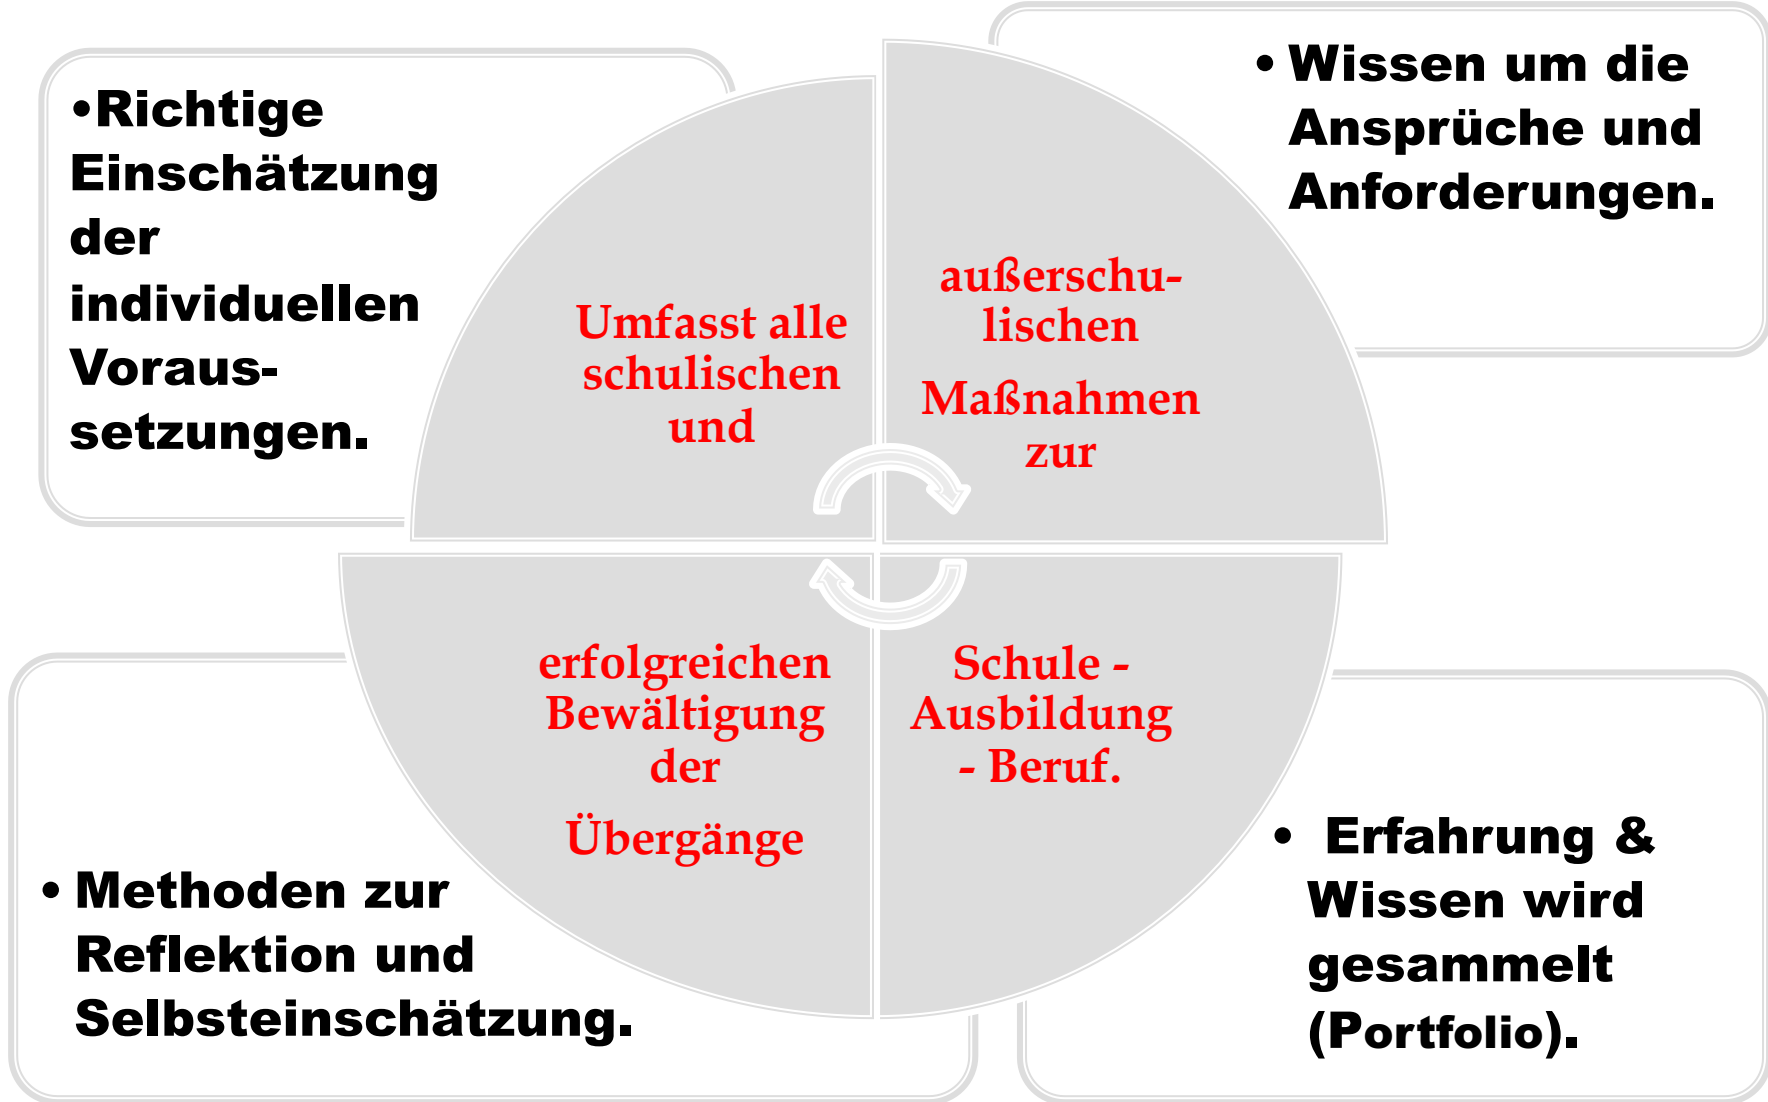 •Richtige
Einschätzung
der
individuellen
Voraus-
setzungen.
• Wissen um die
Ansprüche und
Anforderungen.
Umfasst alle
schulischen
und
außerschu-
lischen
Maßnahmen
zur
erfolgreichen
Bewältigung
der
Übergänge
Schule -
Ausbildung
- Beruf.
• Methoden zur
Reflektion und
Selbsteinschätzung.
• Erfahrung &
Wissen wird
gesammelt
(Portfolio).